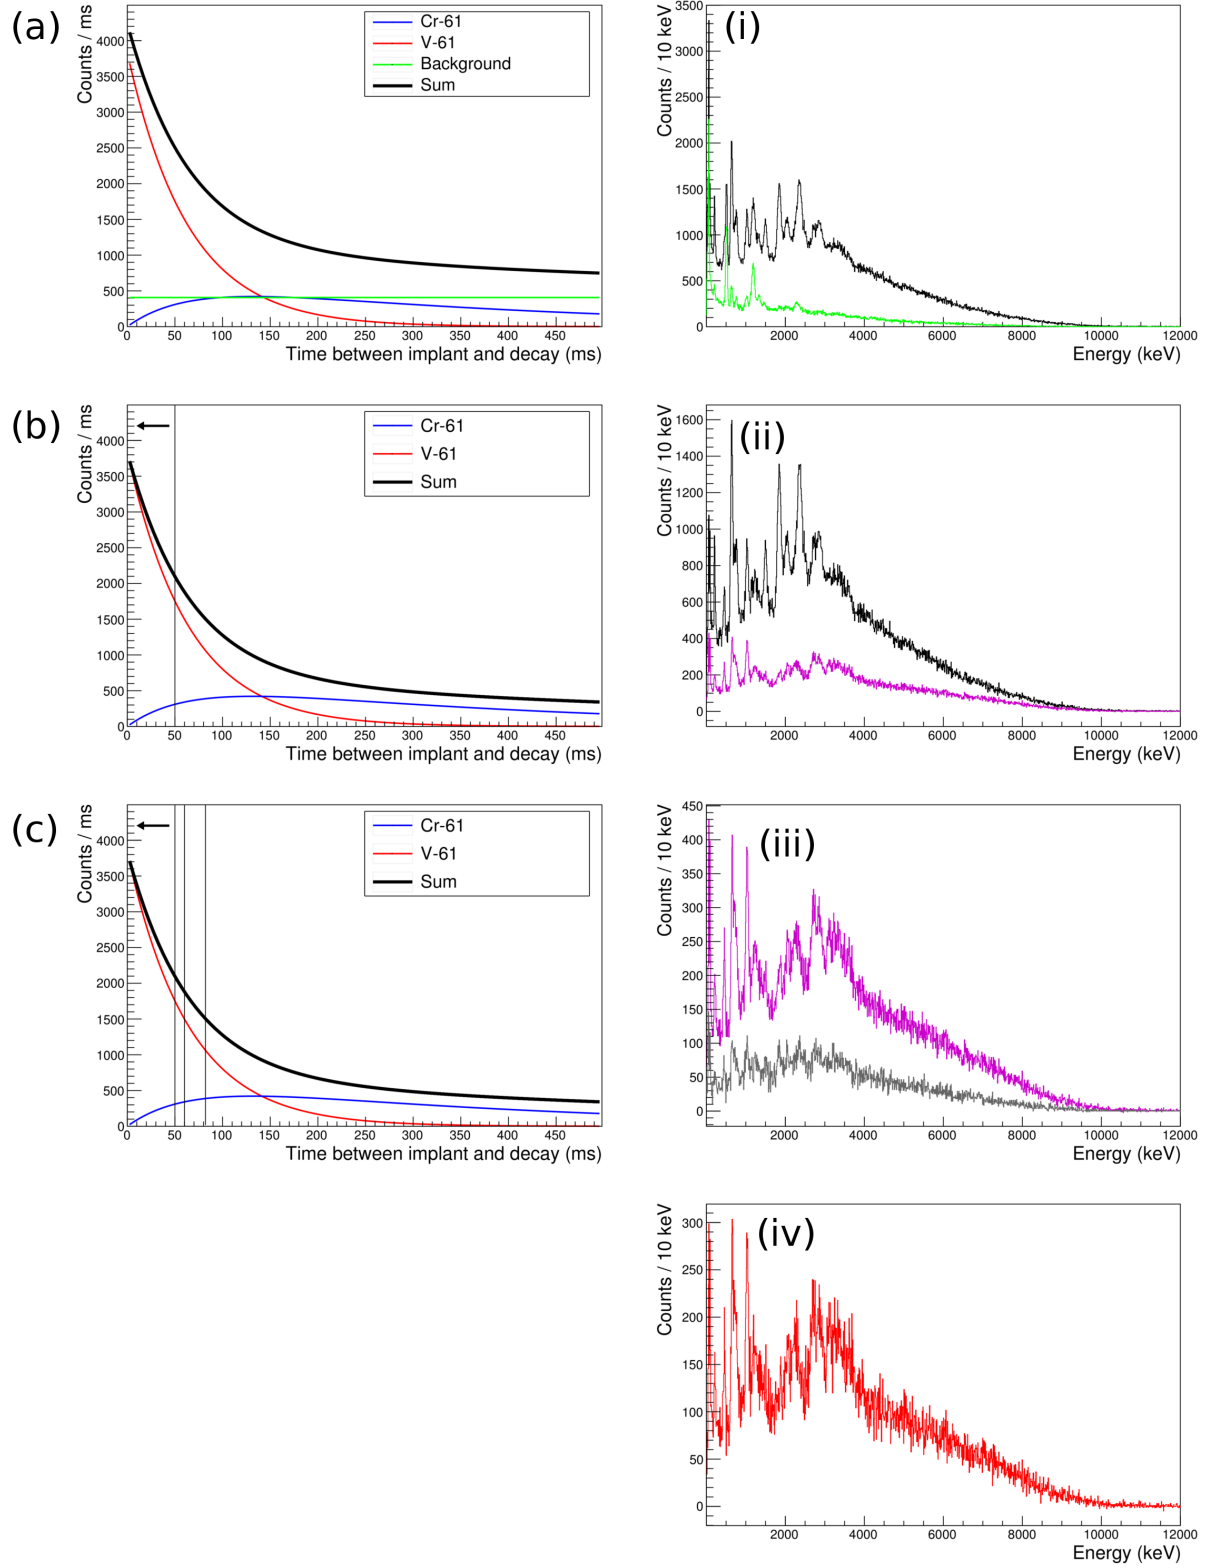 (a)
Counts / ms
4000
3500
3000
2500
2000
1500
1000
500
0
Cr-61
V-61
Background
Sum
0 50 100 150 200 250 300 350 400 450
Time between implant and decay (ms)
(i)
Counts / 10 keV
3500
3000
2500
2000
1500
1000
500
0
2000 4000 6000 8000 10000 12000
Energy (keV)
(b)
Counts / ms
4000
3500
3000
2500
2000
1500
1000
500
0
Cr-61
V-61
Sum
0 50 100 150 200 250 300 350 400 450
Time between implant and decay (ms)
(ii)
Counts / 10 keV
1600
1400
1200
1000
800
600
400
200
0
2000 4000 6000 8000 10000 12000
Energy (keV)
(c)
Counts / ms
4000
3500
3000
2500
2000
1500
1000
500
0
Cr-61
V-61
Sum
0 50 100 150 200 250 300 350 400 450
Time between implant and decay (ms)
(iii)
Counts / 10 keV
450
400
350
300
250
200
150
100
50
0
2000 4000 6000 8000 10000 12000
Energy (keV)
(iv)
Counts / 10 keV
300
250
200
150
100
50
0
2000 4000 6000 8000 10000 12000
Energy (keV)